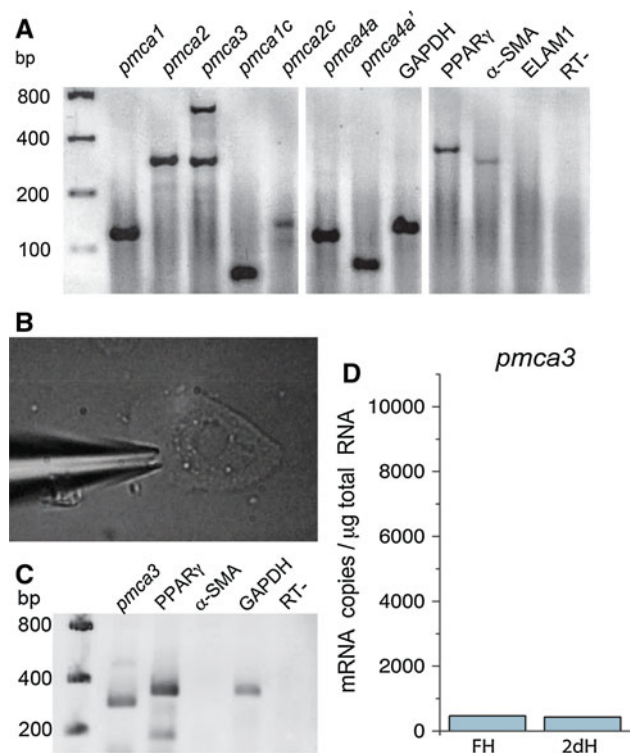 A
bp
pmca1
pmca2
pmca3
pmca1c
pmca2c
pmca4a
pmca4a'
GAPDH
PPARγ
α-SMA
ELAM1
RT-
800
400
200
100
B
C
bp
pmca3
PPARγ
α-SMA
GAPDH
RT-
800
400
200
D
pmca3
mRNA copies / μg total RNA
10000
8000
6000
4000
2000
0
FH 2dH